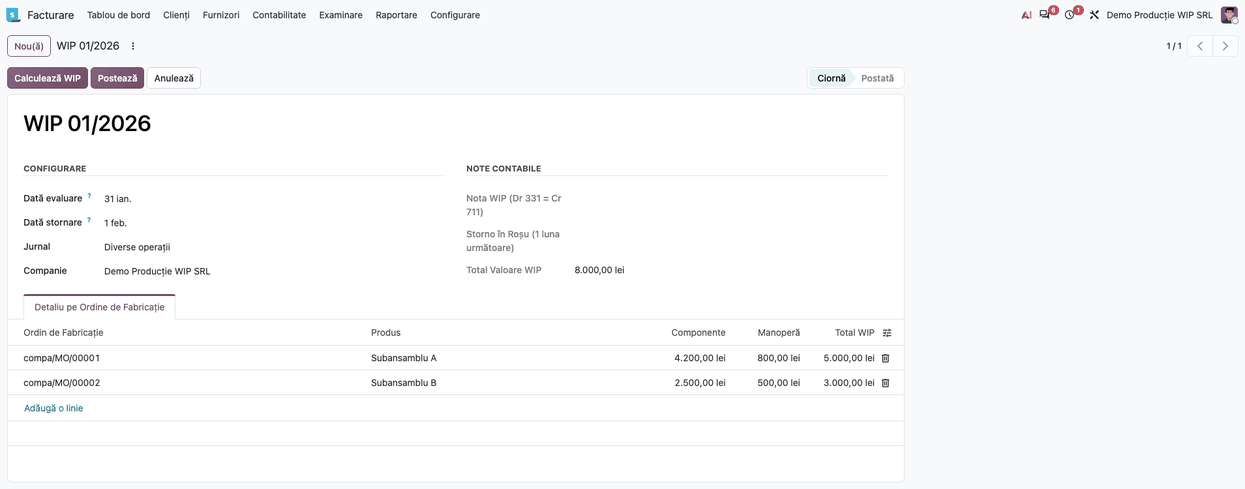 Facturare Tablou de bord Clienți Furnizori Contabilitate Examinare Raportare Configurare AI 6 1 Demo Producție WIP SRL
Nou(ă) WIP 01/2026 1 / 1
Calculează WIP Postează Anulează Ciornă Postată
WIP 01/2026
CONFIGURARE
Dată evaluare ? 31 ian.
Dată stornare ? 1 feb.
Jurnal Diverse operații
Companie Demo Producție WIP SRL
NOTE CONTABILE
Nota WIP (Dr 331 = Cr
711)
Storno în Roșu (1 luna
următoare)
Total Valoare WIP 8.000,00 lei
Detaliu pe Ordine de Fabricație
Ordin de Fabricație Produs Componente Manoperă Total WIP
compa/MO/00001 Subansamblu A 4.200,00 lei 800,00 lei 5.000,00 lei
compa/MO/00002 Subansamblu B 2.500,00 lei 500,00 lei 3.000,00 lei
Adăugă o linie